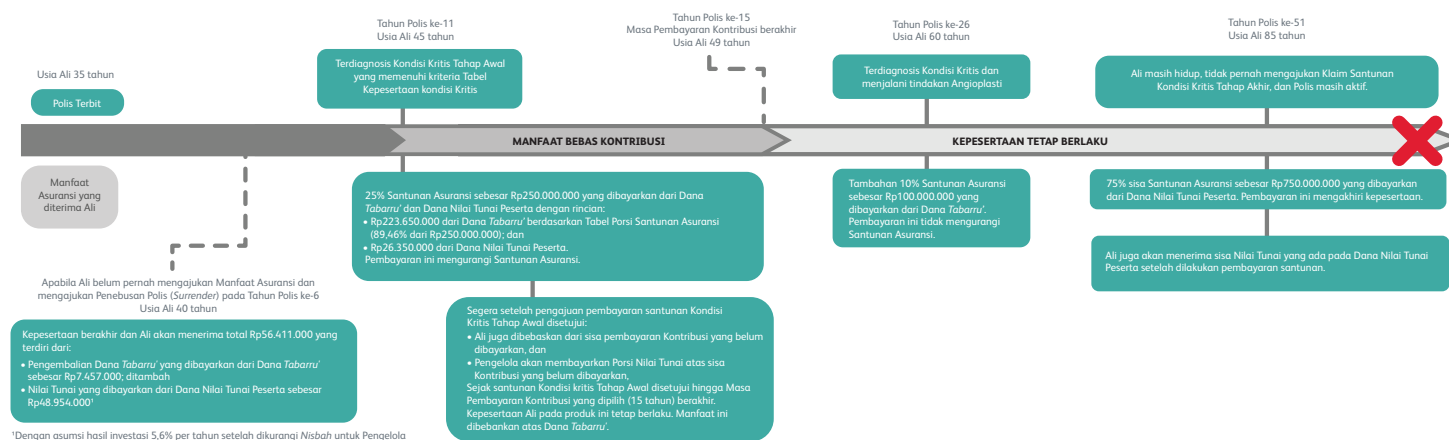 Usia Ali 35 tahun
Polis Terbit
Tahun Polis ke-11
Usia Ali 45 tahun
Terdiagnosis Kondisi Kritis Tahap Awal
yang memenuhi kriteria Tabel
Kepesertaan kondisi Kritis
Tahun Polis ke-15
Masa Pembayaran Kontribusi berakhir
Usia Ali 49 tahun
Tahun Polis ke-26
Usia Ali 60 tahun
Terdiagnosis Kondisi Kritis dan
menjalani tindakan Angioplasti
Tahun Polis ke-51
Usia Ali 85 tahun
Ali masih hidup, tidak pernah mengajukan Klaim Santunan
Kondisi Kritis Tahap Akhir, dan Polis masih aktif.
MANFAAT BEBAS KONTRIBUSI
KEPESERTAAN TETAP BERLAKU
Manfaat
Asuransi yang
diterima Ali
Apabila Ali belum pernah mengajukan Manfaat Asuransi dan
mengajukan Penebusan Polis (Surrender) pada Tahun Polis ke-6
Usia Ali 40 tahun
Kepesertaan berakhir dan Ali akan menerima total Rp56.411.000 yang
terdiri dari:
• Pengembalian Dana Tabarru' yang dibayarkan dari Dana Tabarru'
sebesar Rp7.457.000; ditambah
• Nilai Tunai yang dibayarkan dari Dana Nilai Tunai Peserta sebesar
Rp48.954.000¹
¹Dengan asumsi hasil investasi 5,6% per tahun setelah dikurangi Nisbah untuk Pengelola
25% Santunan Asuransi sebesar Rp250.000.000 yang dibayarkan dari Dana
Tabarru' dan Dana Nilai Tunai Peserta dengan rincian:
• Rp223.650.000 dari Dana Tabarru' berdasarkan Tabel Porsi Santunan Asuransi
(89,46% dari Rp250.000.000); dan
• Rp26.350.000 dari Dana Nilai Tunai Peserta.
Pembayaran ini mengurangi Santunan Asuransi.
Segera setelah pengajuan pembayaran santunan Kondisi
Kritis Tahap Awal disetujui:
• Ali juga dibebaskan dari sisa pembayaran Kontribusi yang belum
dibayarkan, dan
• Pengelola akan membayarkan Porsi Nilai Tunai atas sisa
Kontribusi yang belum dibayarkan,
Sejak santunan Kondisi kritis Tahap Awal disetujui hingga Masa
Pembayaran Kontribusi yang dipilih (15 tahun) berakhir.
Kepesertaan Ali pada produk ini tetap berlaku. Manfaat ini
dibebankan atas Dana Tabarru'.
Tambahan 10% Santunan Asuransi
sebesar Rp100.000.000 yang
dibayarkan dari Dana Tabarru'.
Pembayaran ini tidak mengurangi
Santunan Asuransi.
75% sisa Santunan Asuransi sebesar Rp750.000.000 yang dibayarkan
dari Dana Nilai Tunai Peserta. Pembayaran ini mengakhiri kepesertaan.
Ali juga akan menerima sisa Nilai Tunai yang ada pada Dana Nilai Tunai
Peserta setelah dilakukan pembayaran santunan.